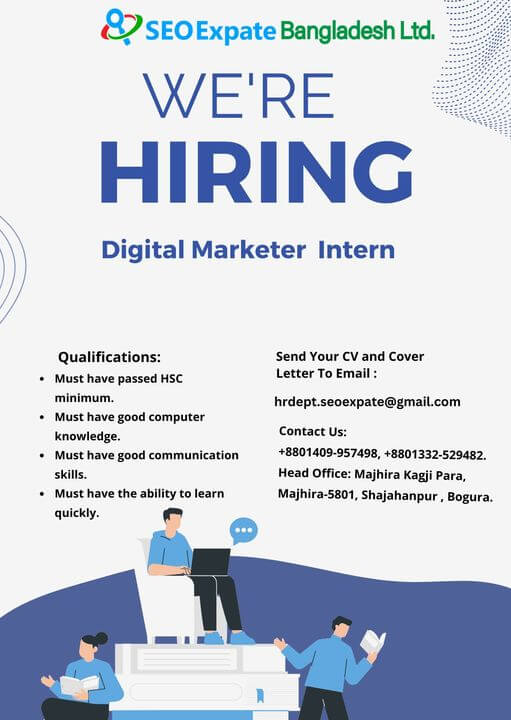 SEOExpate Bangladesh Ltd.
WE'RE
HIRING
Digital Marketer Intern
Qualifications:
• Must have passed HSC
minimum.
• Must have good computer
knowledge.
• Must have good communication
skills.
• Must have the ability to learn
quickly.
Send Your CV and Cover
Letter To Email :
hrdept.seoexpate@gmail.com
Contact Us:
+8801409-957498, +8801332-529482.
Head Office: Majhira Kagji Para,
Majhira-5801, Shajahanpur , Bogura.